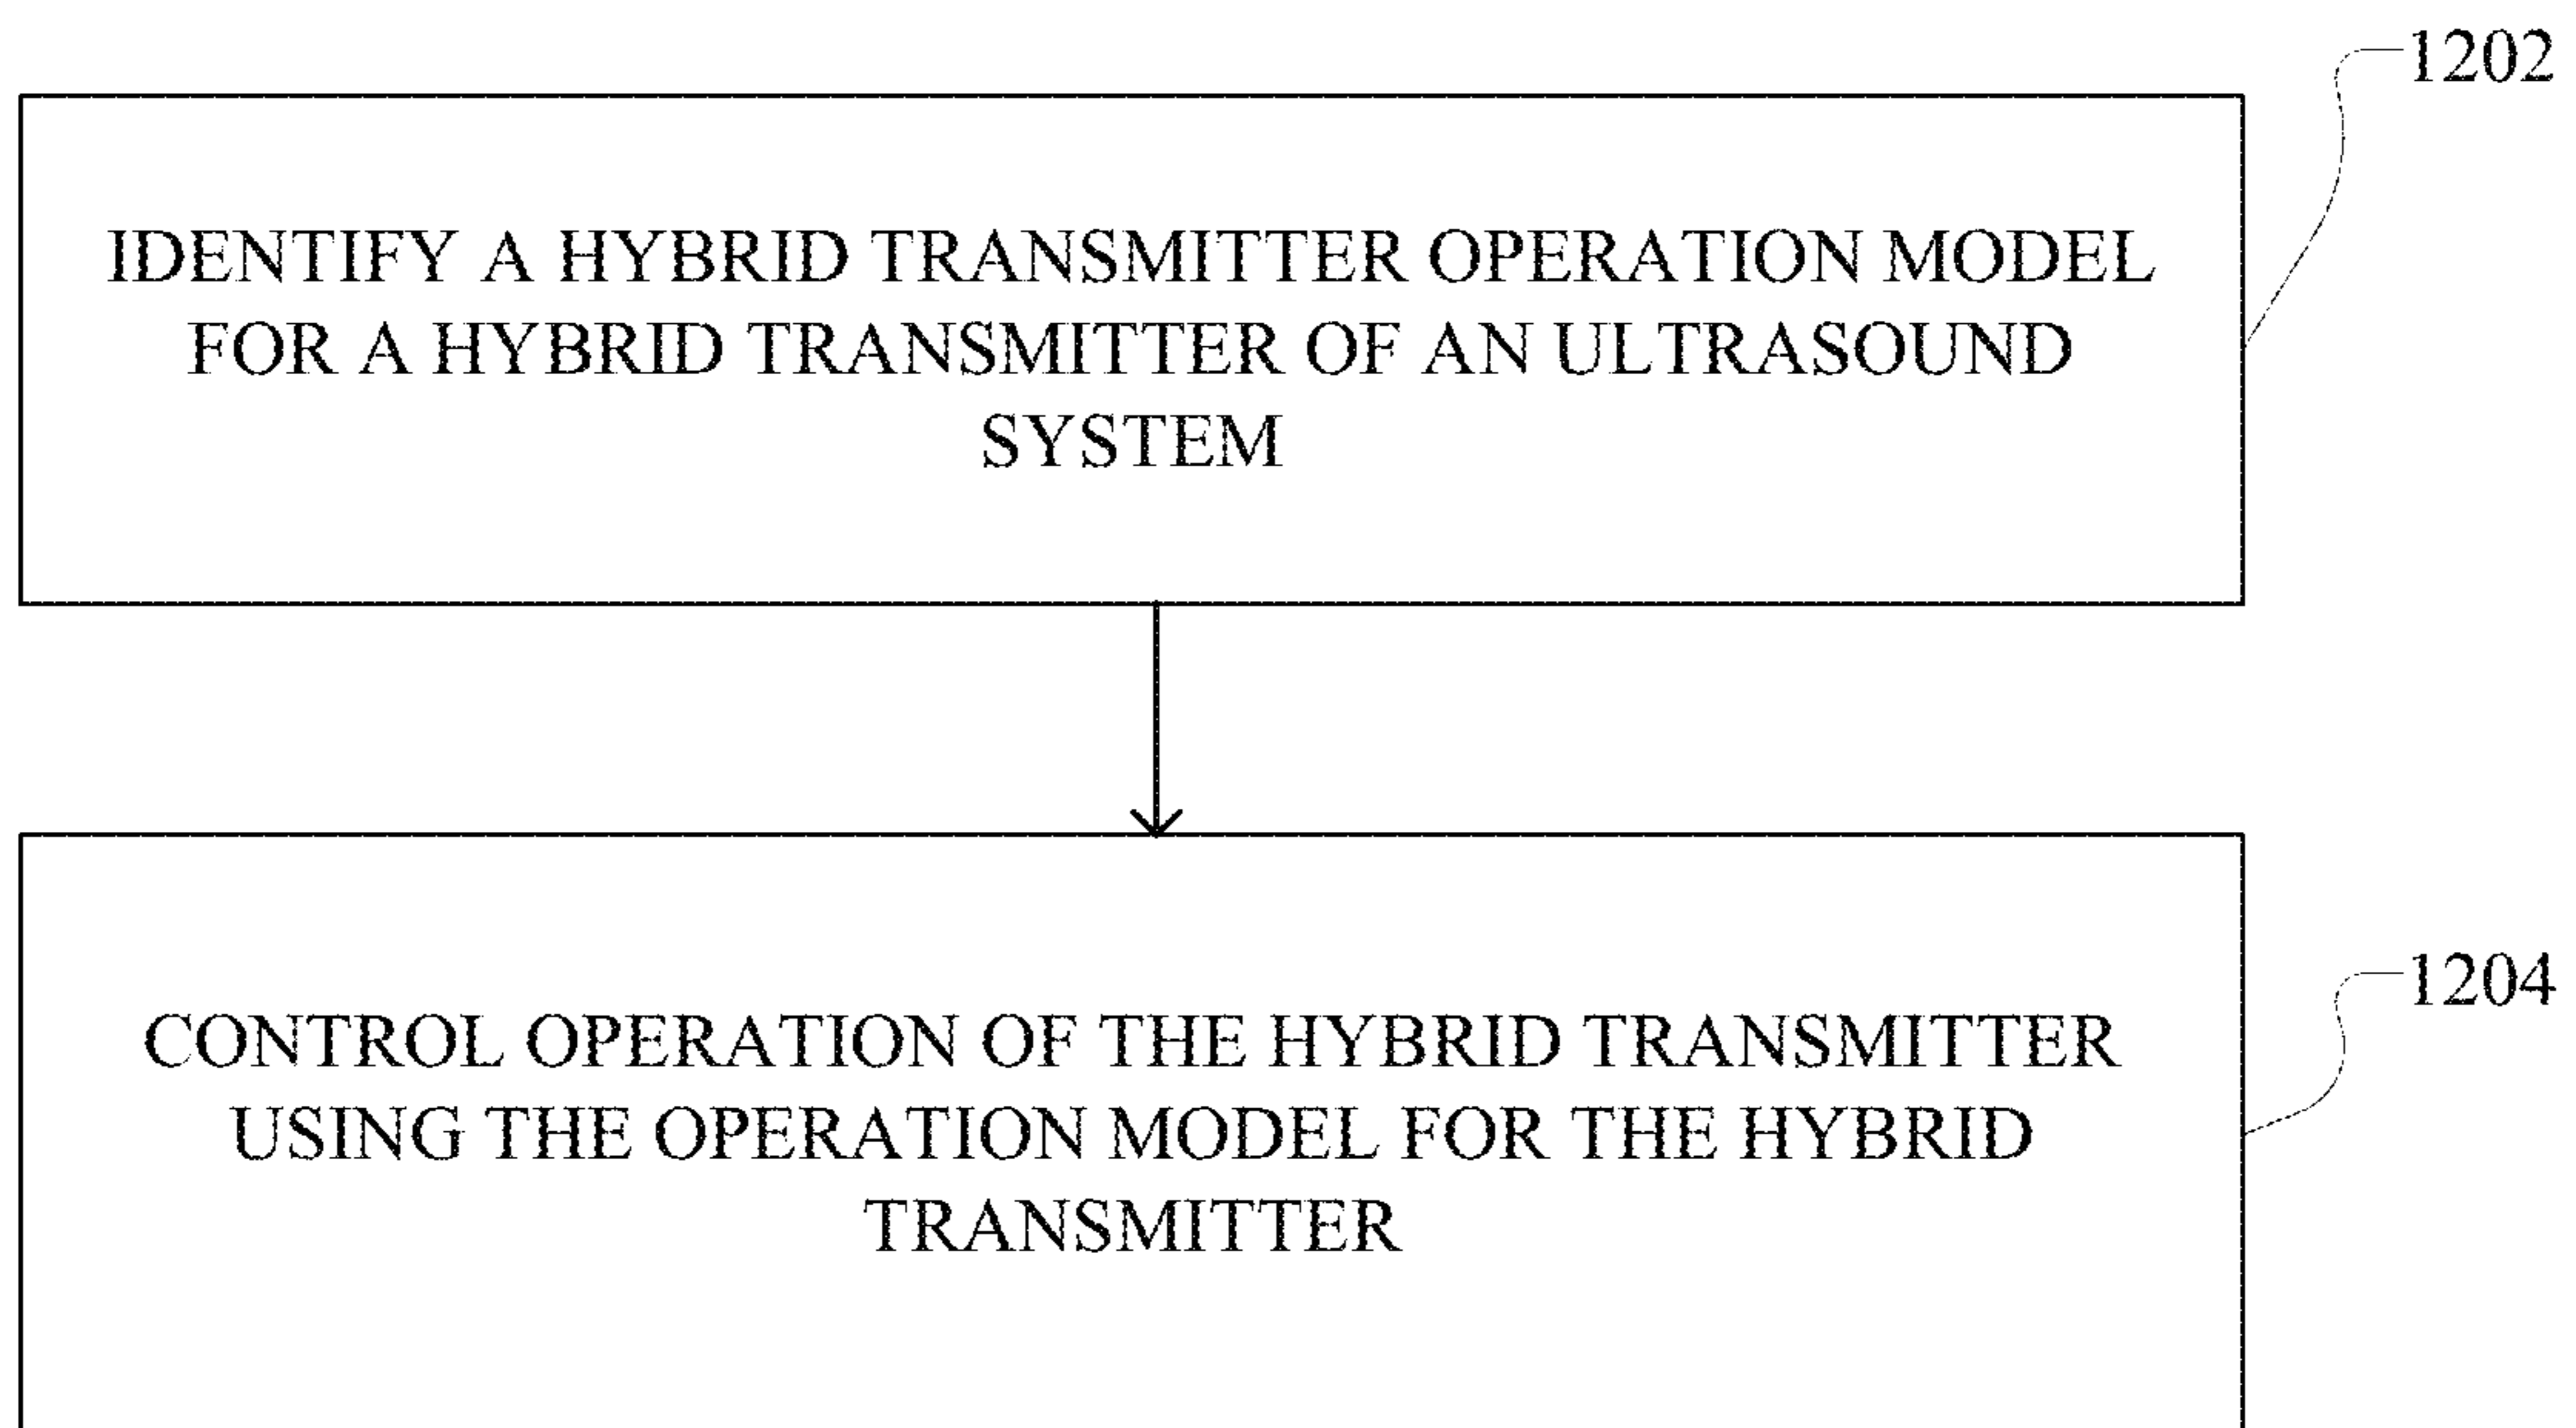 1202
IDENTIFY A HYBRID TRANSMITTER OPERATION MODEL
FOR A HYBRID TRANSMITTER OF AN ULTRASOUND
SYSTEM
1204
CONTROL OPERATION OF THE HYBRID TRANSMITTER
USING THE OPERATION MODEL FOR THE HYBRID
TRANSMITTER